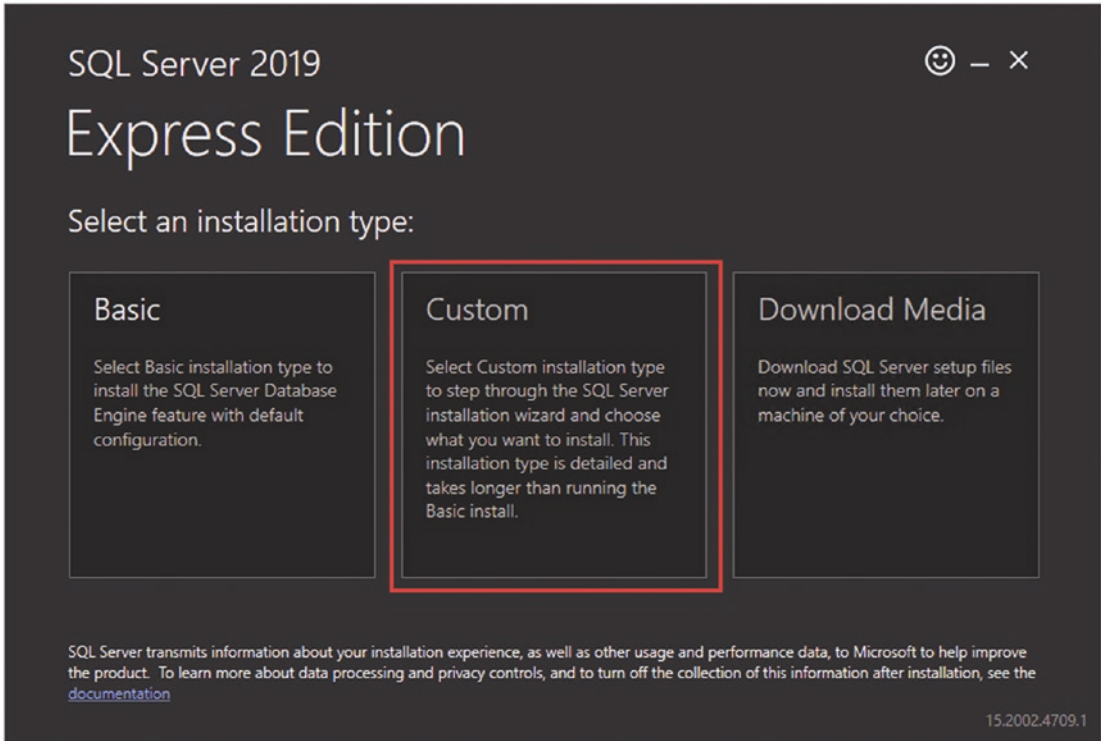 SQL Server 2019
Express Edition
Select an installation type:
Basic
Select Basic installation type to
install the SQL Server Database
Engine feature with default
configuration.
Custom
Select Custom installation type
to step through the SQL Server
installation wizard and choose
what you want to install. This
installation type is detailed and
takes longer than running the
Basic install.
Download Media
Download SQL Server setup files
now and install them later on a
machine of your choice.
SQL Server transmits information about your installation experience, as well as other usage and performance data, to Microsoft to help improve
the product.  To learn more about data processing and privacy controls, and to turn off the collection of this information after installation, see the
documentation
15.2002.4709.1